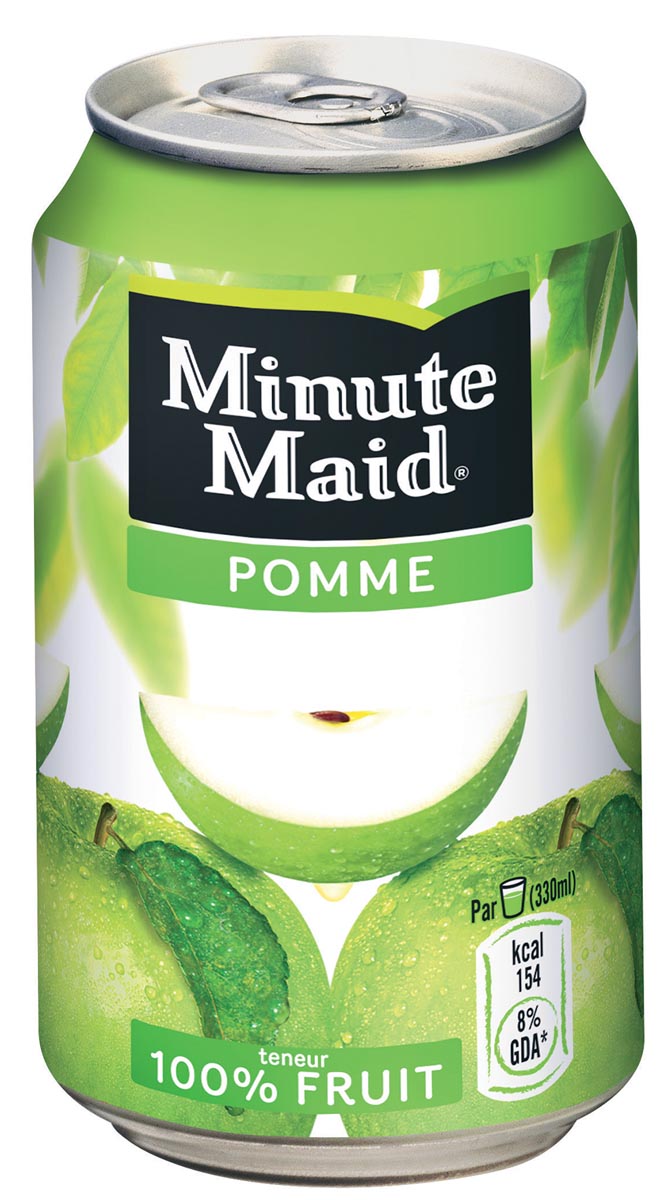 Minute
Maid®
POMME
Par (330ml)
kcal
154
8%
GDA*
teneur
100% FRUIT